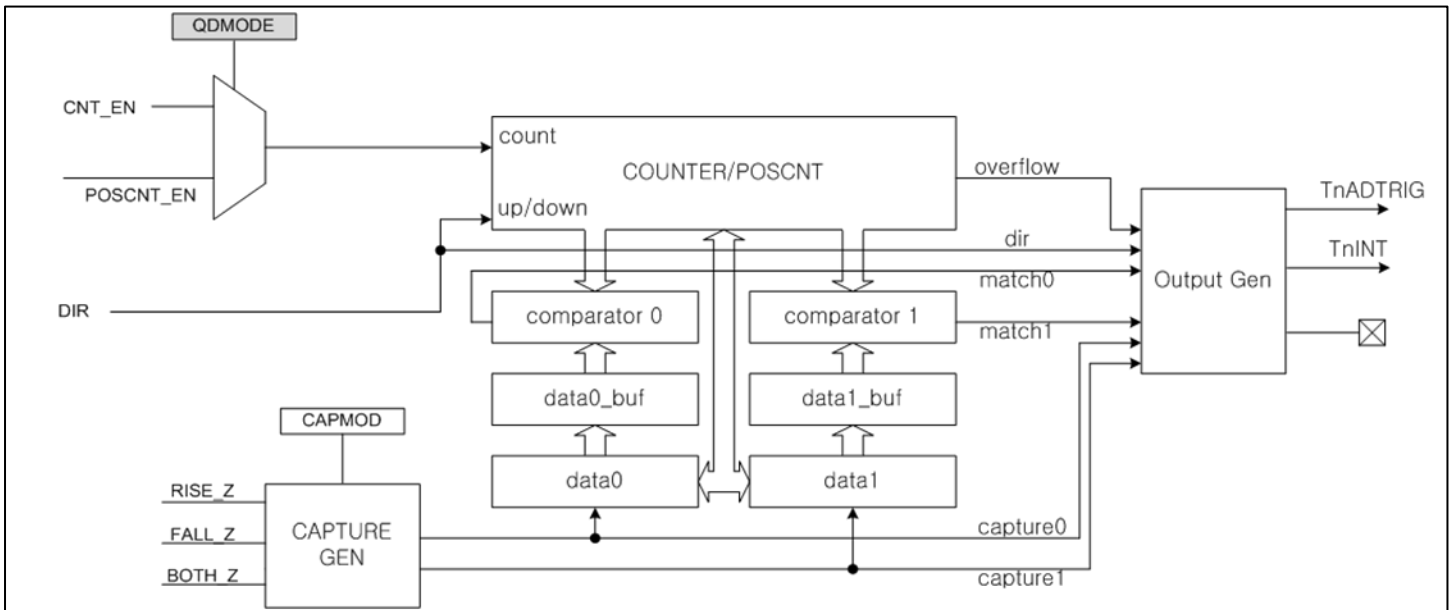 QDMODE
CNT_EN
POSCNT_EN
count
COUNTER/POSCNT
up/down
overflow
TnADTRIG
dir
TnINT
match0
Output Gen
DIR
comparator 0
comparator 1
match1
data0_buf
data1_buf
CAPMOD
data0
data1
RISE_Z
FALL_Z
BOTH_Z
CAPTURE
GEN
capture0
capture1